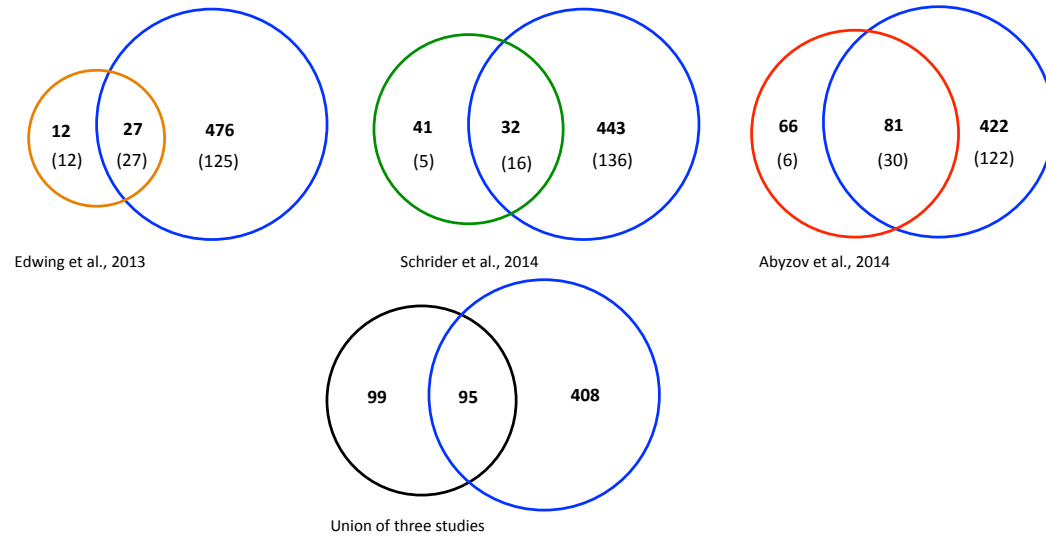 12 27 476
(12) (27) (125)
Edwing et al., 2013
41 32 443
(5) (16) (136)
Schrider et al., 2014
66 81 422
(6) (30) (122)
Abyzov et al., 2014
99 95 408
Union of three studies